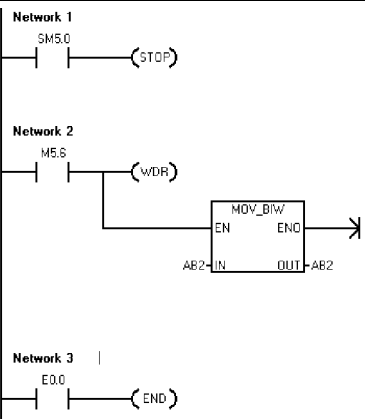 Network 1
SM5.0
STOP
Network 2
M5.6
WDR
MOV_BIW
EN ENO
AB2 IN OUT AB2
Network 3
E0.0
END